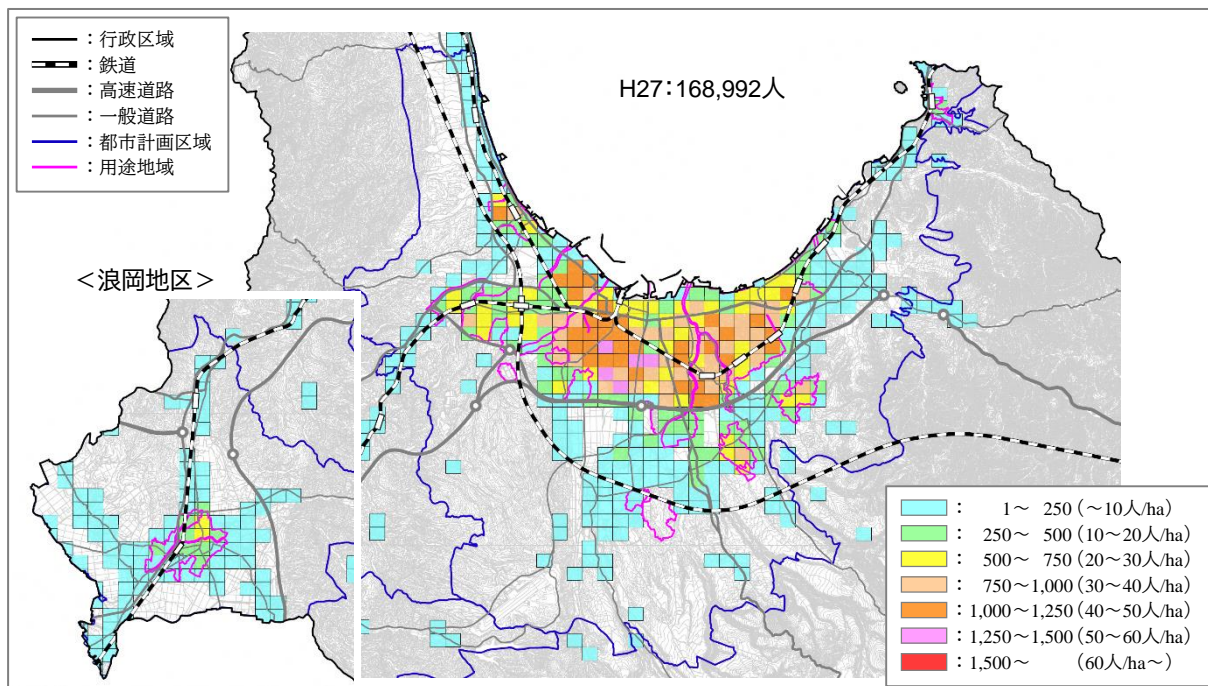 ：行政区域
：鉄道
：高速道路
：一般道路
：都市計画区域
：用途地域
H27：168,992人
＜浪岡地区＞
： 1～ 250（～10人/ha）
： 250～ 500（10～20人/ha）
： 500～ 750（20～30人/ha）
： 750～1,000（30～40人/ha）
：1,000～1,250（40～50人/ha）
：1,250～1,500（50～60人/ha）
：1,500～ （60人/ha～）